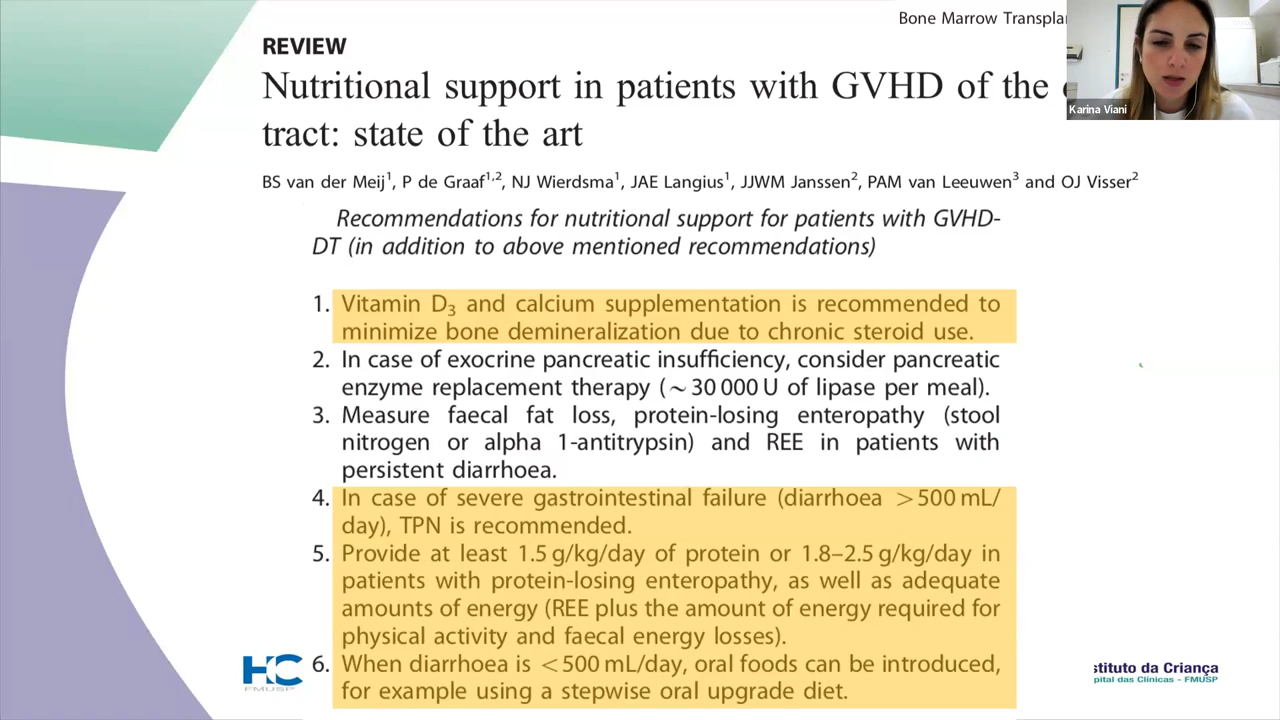 Bone Marrow
REVIEW
Nutritional support in patients with GVHD of the
tract: state of the art
Karina Viani
BS van der Meij¹, P de Graaf¹,², NJ Wierdsma¹, JAE Langius¹, JJWM Janssen², PAM van Leeuwen³ and OJ Visser²
Recommendations for nutritional support for patients with GVHD-
DT (in addition to above mentioned recommendations)
1. Vitamin D₃ and calcium supplementation is recommended to
minimize bone demineralization due to chronic steroid use.
2. In case of exocrine pancreatic insufficiency, consider pancreatic
enzyme replacement therapy (∼30 000 U of lipase per meal).
3. Measure faecal fat loss, protein-losing enteropathy (stool
nitrogen or alpha 1-antitrypsin) and REE in patients with
persistent diarrhoea.
4. In case of severe gastrointestinal failure (diarrhoea >500 mL/
day), TPN is recommended.
5. Provide at least 1.5 g/kg/day of protein or 1.8–2.5 g/kg/day in
patients with protein-losing enteropathy, as well as adequate
amounts of energy (REE plus the amount of energy required for
physical activity and faecal energy losses).
6. When diarrhoea is <500 mL/day, oral foods can be introduced,
for example using a stepwise oral upgrade diet.
HC
FMUSP
stituto da Criança
pital das Clínicas - FMUSP